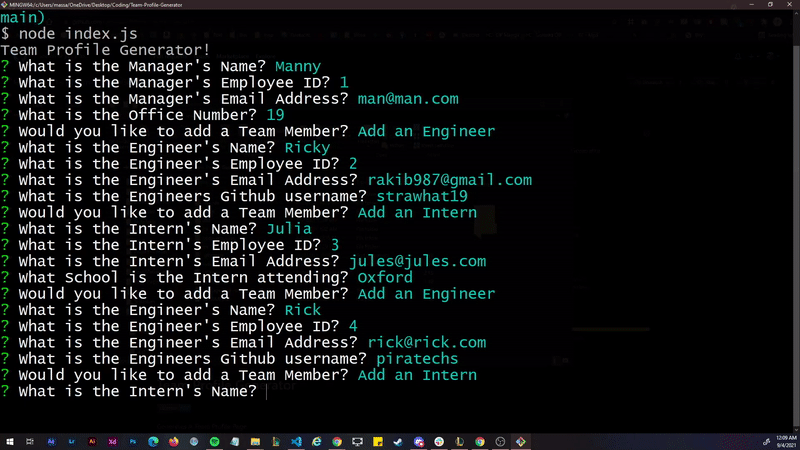 MINGW64:/c/Users/massa/OneDrive/Desktop/Coding/Team-Profile-Generator
main)
$ node index.js
Team Profile Generator!
? What is the Manager's Name? Manny
? What is the Manager's Employee ID? 1
? What is the Manager's Email Address? man@man.com
? What is the Office Number? 19
? Would you like to add a Team Member? Add an Engineer
? What is the Engineer's Name? Ricky
? What is the Engineer's Employee ID? 2
? What is the Engineer's Email Address? rakib987@gmail.com
? What is the Engineers Github username? strawhat19
? Would you like to add a Team Member? Add an Intern
? What is the Intern's Name? Julia
? What is the Intern's Employee ID? 3
? What is the Intern's Email Address? jules@jules.com
? What School is the Intern attending? Oxford
? Would you like to add a Team Member? Add an Engineer
? What is the Engineer's Name? Rick
? What is the Engineer's Employee ID? 4
? What is the Engineer's Email Address? rick@rick.com
? What is the Engineers Github username? piratechs
? Would you like to add a Team Member? Add an Intern
? What is the Intern's Name?
Ae Lr Ai Xd Ps
12:09 AM
9/4/2021